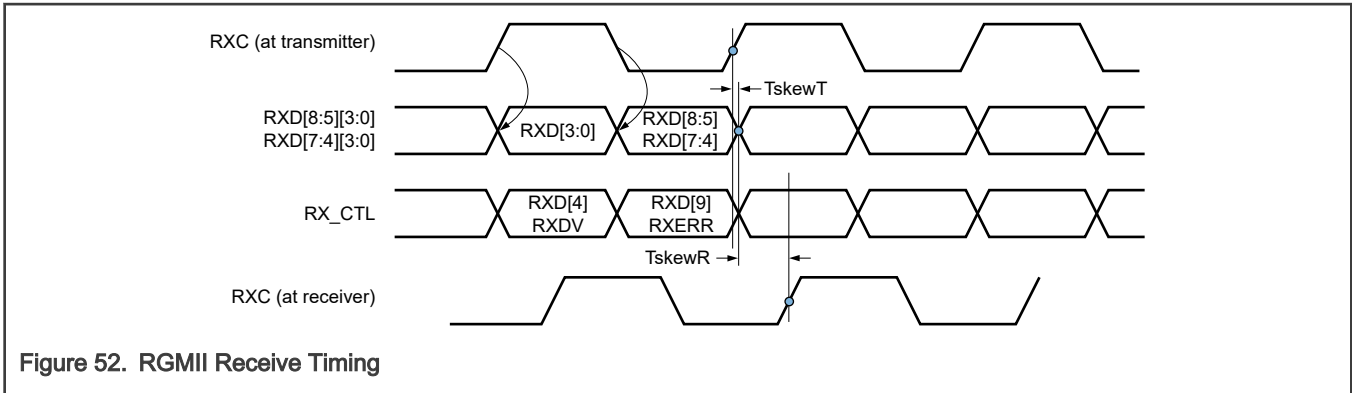 RXC (at transmitter)
TskewT
RXD[8:5][3:0]
RXD[7:4][3:0]
RXD[3:0]
RXD[8:5]
RXD[7:4]
RX_CTL
RXD[4]
RXDV
RXD[9]
RXERR
TskewR
RXC (at receiver)
Figure 52. RGMII Receive Timing